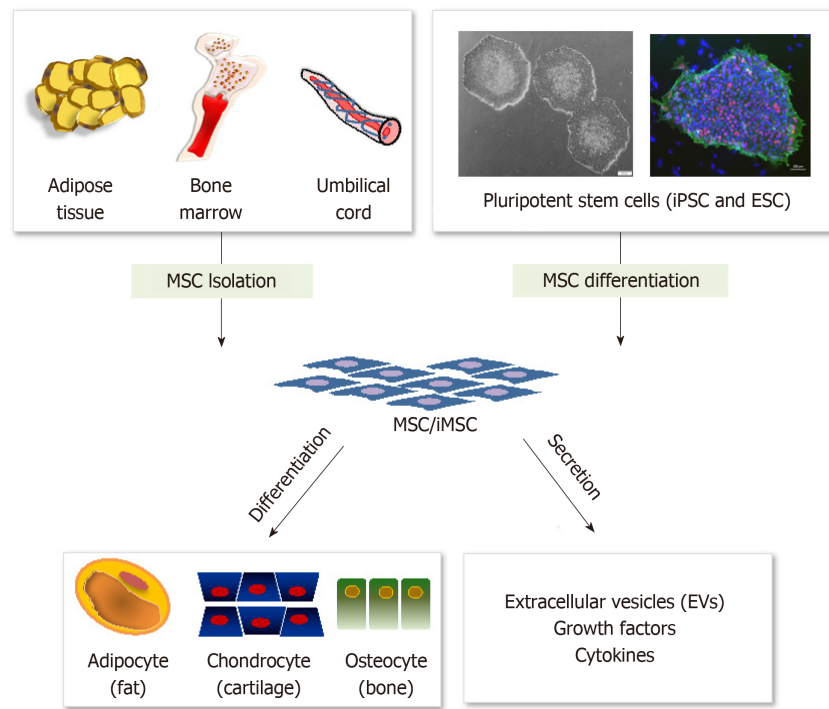 Adipose
tissue
Bone
marrow
Umbilical
cord
Pluripotent stem cells (iPSC and ESC)
MSC Isolation
MSC differentiation
MSC/iMSC
Differentiation
Secretion
Adipocyte
(fat)
Chondrocyte
(cartilage)
Osteocyte
(bone)
Extracellular vesicles (EVs)
Growth factors
Cytokines